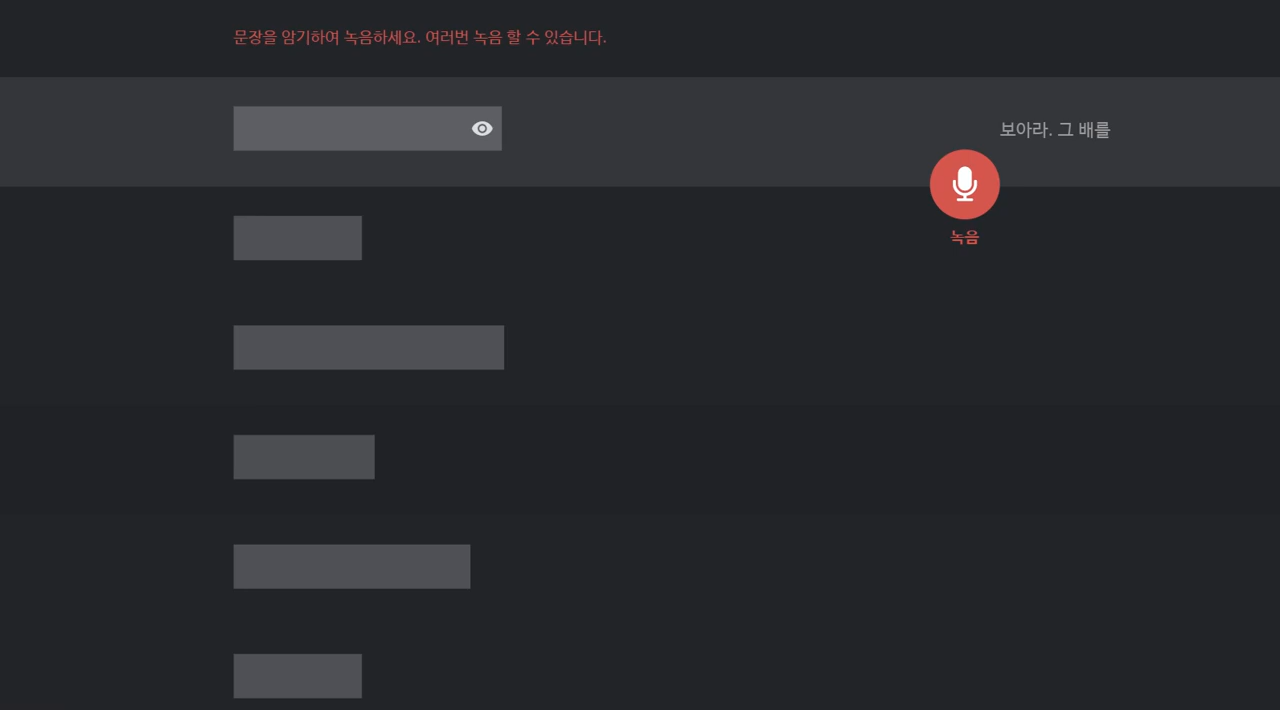 문장을 암기하여 녹음하세요. 여러번 녹음 할 수 있습니다.
보아라. 그 배를
녹음